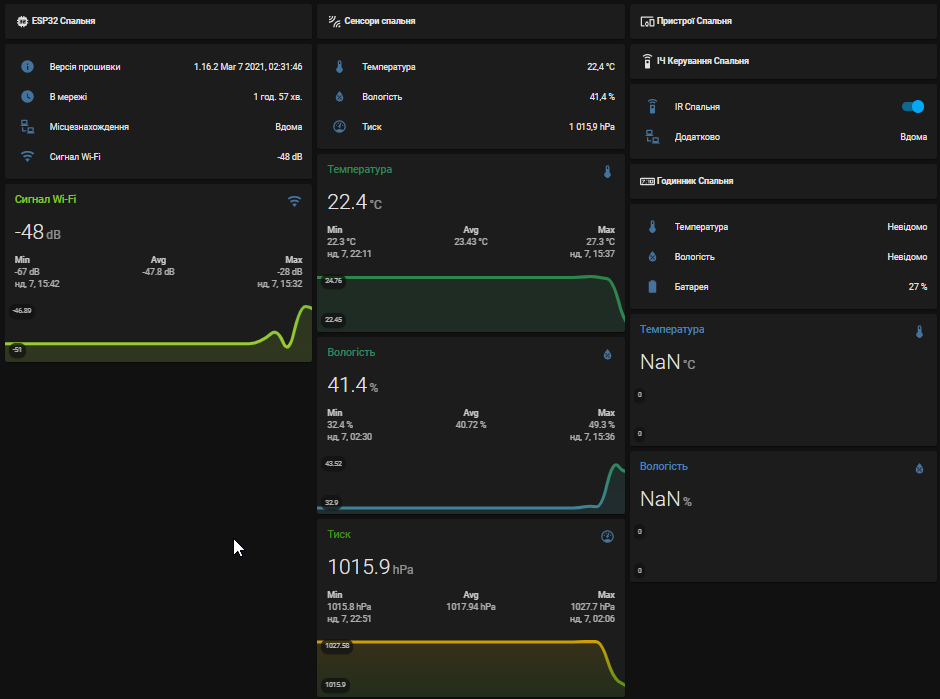 ESP32 Спальня
Версія прошивки 1.16.2 Mar 7 2021, 02:31:46
В мережі 1 год. 57 хв.
Місцезнаходження Вдома
Сигнал Wi-Fi -48 dB
Сигнал Wi-Fi
-48 dB
Min Avg Max
-67 dB -47.8 dB -28 dB
нд, 7, 15:42 нд, 7, 15:32
-46.89
-51
Сенсори спальня
Температура 22,4 °C
Вологість 41,4 %
Тиск 1 015,9 hPa
Температура
22.4 °C
Min Avg Max
22.3 °C 23.43 °C 27.3 °C
нд, 7, 22:11 нд, 7, 15:37
24.76
22.45
Вологість
41.4 %
Min Avg Max
32.4 % 40.72 % 49.3 %
нд, 7, 02:30 нд, 7, 15:36
43.52
32.9
Тиск
1015.9 hPa
Min Avg Max
1015.8 hPa 1017.94 hPa 1027.7 hPa
нд, 7, 22:51 нд, 7, 02:06
1027.58
1015.9
Пристрої Спальня
ІЧ Керування Спальня
IR Спальня
Додатково Вдома
Годинник Спальня
Температура Невідомо
Вологість Невідомо
Батарея 27 %
Температура
NaN °C
0
0
Вологість
NaN %
0
0